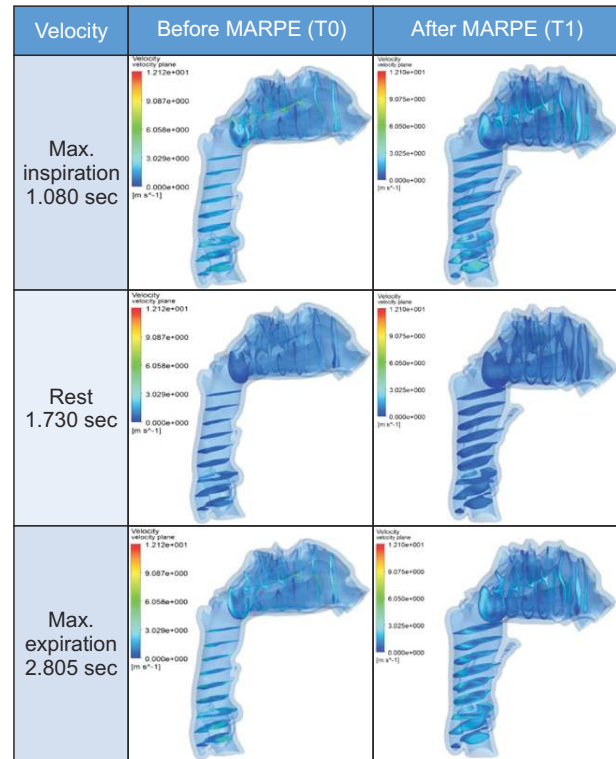 Velocity
Before MARPE (T0)
After MARPE (T1)
Max.
inspiration
1.080 sec
Velocity
velocity plane
1.212e+001
9.087e+000
6.058e+000
3.029e+000
0.000e+000
[m s^-1]
Velocity
velocity plane
1.210e+001
9.075e+000
6.050e+000
3.025e+000
0.000e+000
[m s^-1]
Rest
1.730 sec
Velocity
velocity plane
1.212e+001
9.087e+000
6.058e+000
3.029e+000
0.000e+000
[m s^-1]
Velocity
velocity plane
1.210e+001
9.075e+000
6.050e+000
3.025e+000
0.000e+000
[m s^-1]
Max.
expiration
2.805 sec
Velocity
velocity plane
1.212e+001
9.087e+000
6.058e+000
3.029e+000
0.000e+000
[m s^-1]
Velocity
velocity plane
1.210e+001
9.075e+000
6.050e+000
3.025e+000
0.000e+000
[m s^-1]